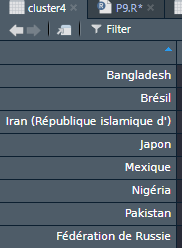 cluster4
P9.R*
Filter
Bangladesh
Brésil
Iran (République islamique d')
Japon
Mexique
Nigéria
Pakistan
Fédération de Russie